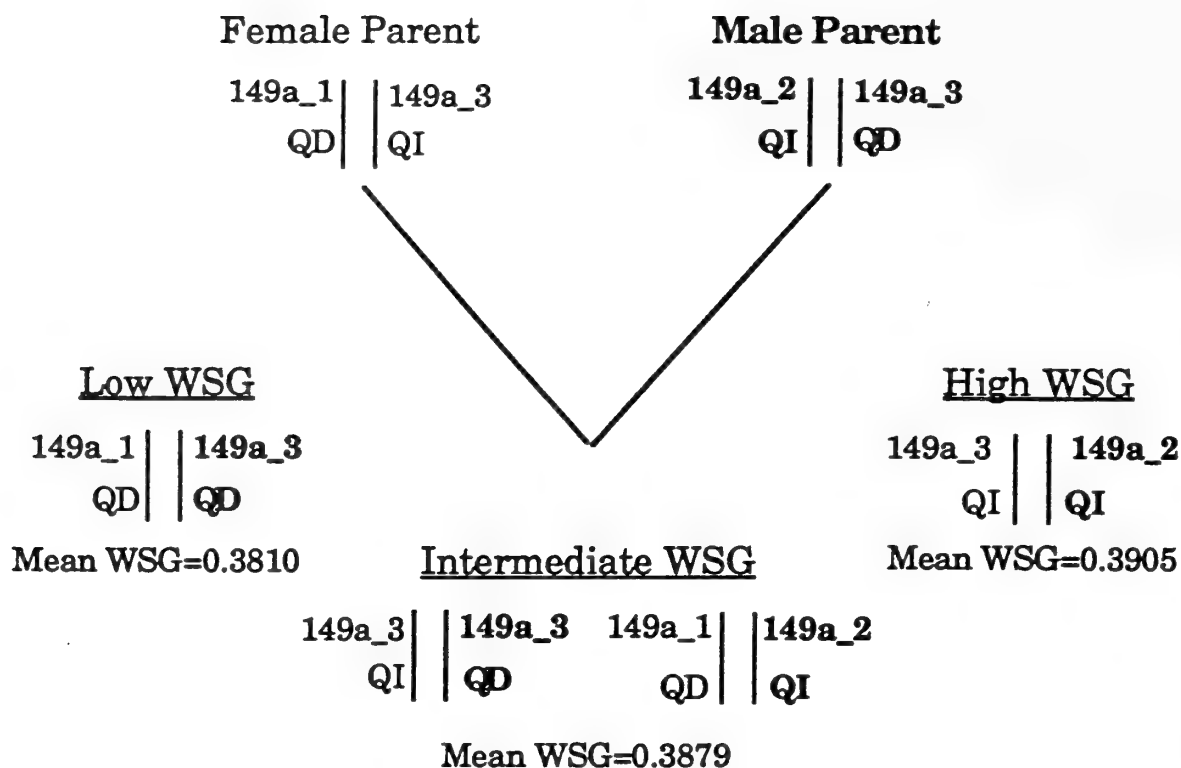 Female Parent
Male Parent
149a_1 149a_3
QD QI
149a_2 149a_3
QI QD
Low WSG
149a_1 149a_3
QD QD
Mean WSG=0.3810
High WSG
149a_3 149a_2
QI QI
Mean WSG=0.3905
Intermediate WSG
149a_3 149a_3 149a_1 149a_2
QI QD QD QI
Mean WSG=0.3879